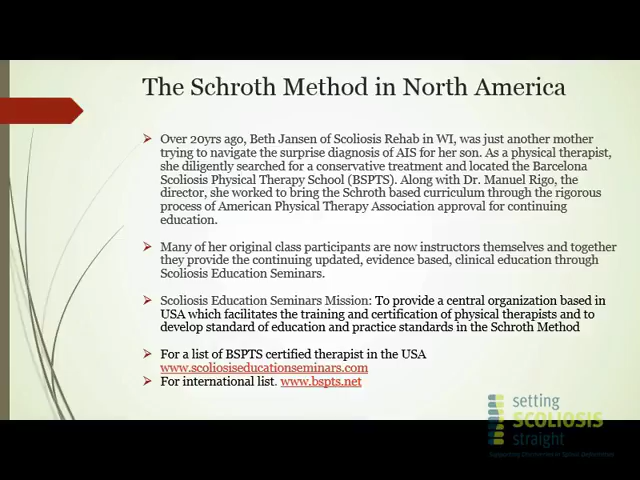 The Schroth Method in North America
Over 20yrs ago, Beth Jansen of Scoliosis Rehab in WI, was just another mother
trying to navigate the surprise diagnosis of AIS for her son. As a physical therapist,
she diligently searched for a conservative treatment and located the Barcelona
Scoliosis Physical Therapy School (BSPTS). Along with Dr. Manuel Rigo, the
director, she worked to bring the Schroth based curriculum through the rigorous
process of American Physical Therapy Association approval for continuing
education.
Many of her original class participants are now instructors themselves and together
they provide the continuing updated, evidence based, clinical education through
Scoliosis Education Seminars.
Scoliosis Education Seminars Mission: To provide a central organization based in
USA which facilitates the training and certification of physical therapists and to
develop standard of education and practice standards in the Schroth Method
For a list of BSPTS certified therapist in the USA
www.scoliosiseducationseminars.com
For international list. www.bspts.net
setting
SCOLIOSIS
straight